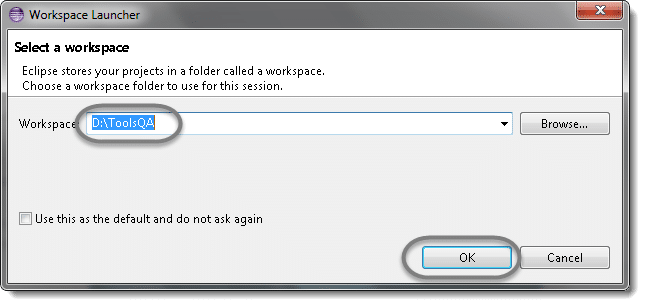 Workspace Launcher
Select a workspace
Eclipse stores your projects in a folder called a workspace.
Choose a workspace folder to use for this session.
Workspace D:\ToolsQA Browse...
Use this as the default and do not ask again
OK Cancel